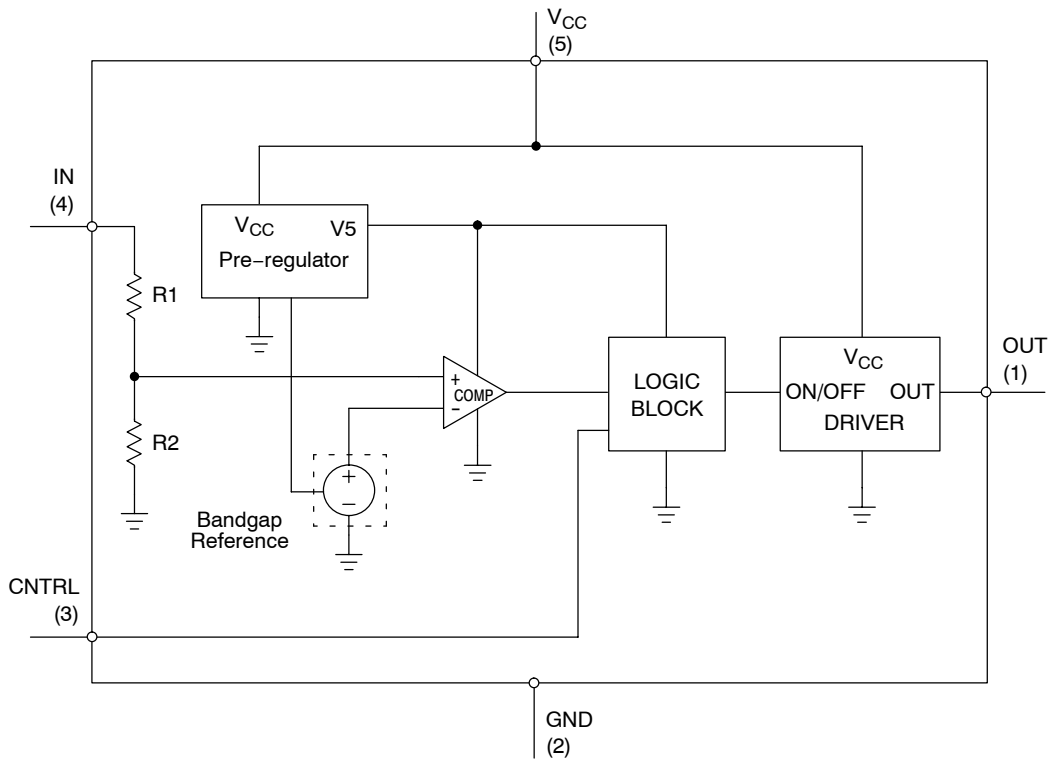 VCC
(5)
IN
(4)
VCC V5
Pre−regulator
R1
R2
+
COMP
−
LOGIC
BLOCK
VCC
ON/OFF OUT
DRIVER
OUT
(1)
+
−
Bandgap
Reference
CNTRL
(3)
GND
(2)